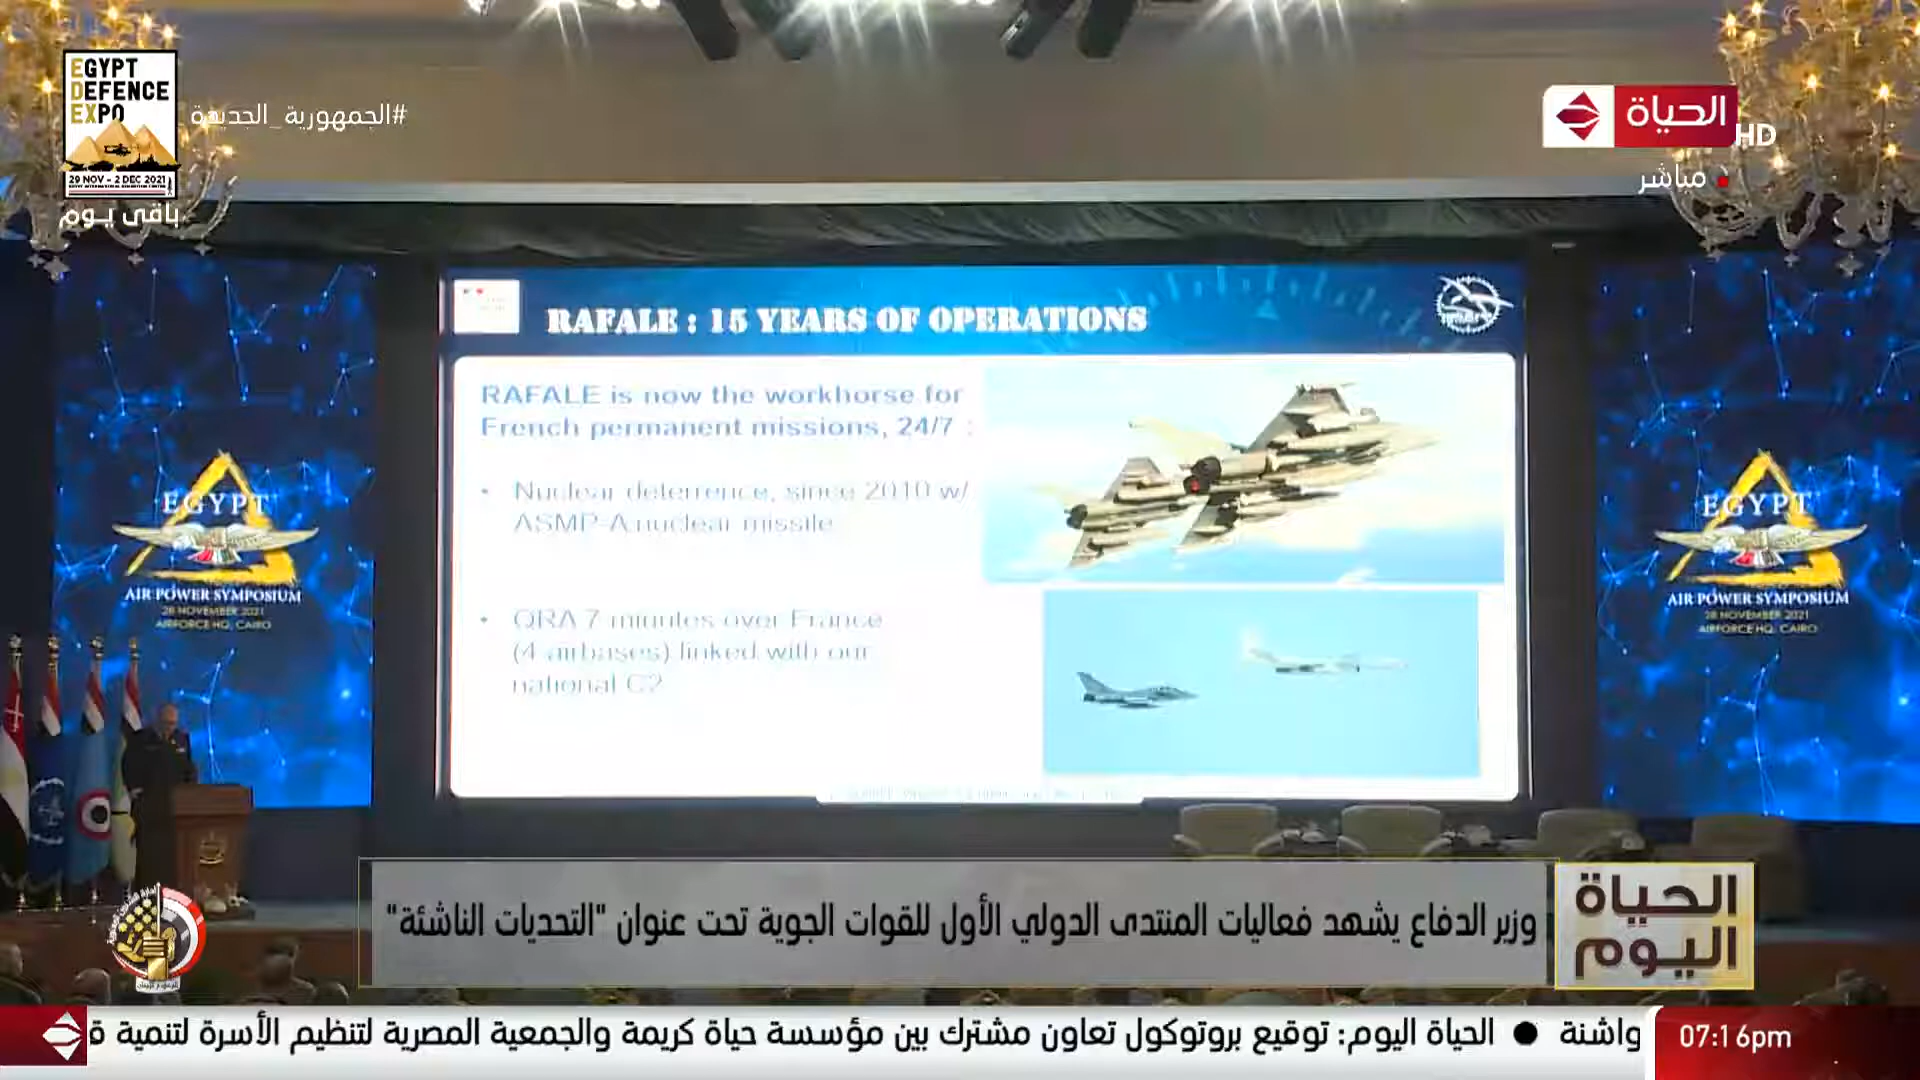 EGYPT
DEFENCE
EXPO
29 NOV - 2 DEC 2021
باقى يوم
#الجمهورية_الجديدة
الحياة
HD
مباشر
RAFALE : 15 YEARS OF OPERATIONS
RAFALE is now the workhorse for
French permanent missions, 24/7 :
• Nuclear deterrence, since 2010 w/
ASMP-A nuclear missile
• QRA 7 minutes over France
(4 airbases) linked with our
national C2
EGYPT
AIR POWER SYMPOSIUM
28 NOVEMBER 2021
AIRFORCE HQ, CAIRO
EGYPT
AIR POWER SYMPOSIUM
28 NOVEMBER 2021
AIRFORCE HQ, CAIRO
وزير الدفاع يشهد فعاليات المنتدى الدولي الأول للقوات الجوية تحت عنوان "التحديات الناشئة"
الحياة
اليوم
واشنة ● الحياة اليوم: توقيع بروتوكول تعاون مشترك بين مؤسسة حياة كريمة والجمعية المصرية لتنظيم الأسرة لتنمية ق
07:16pm